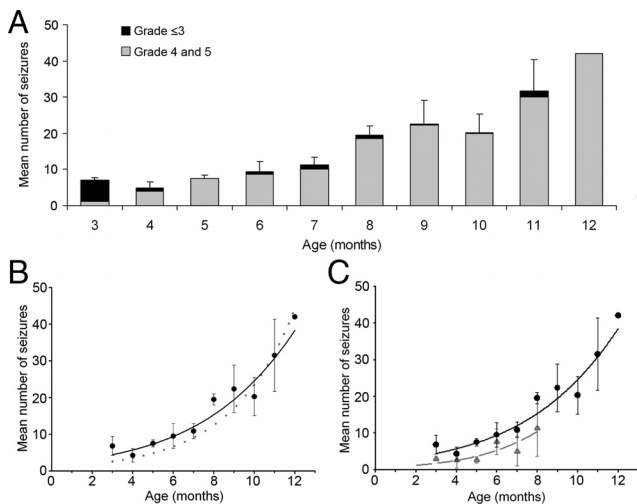 A
Mean number of seizures
50
40
30
20
10
0
Grade ≤3
Grade 4 and 5
3 4 5 6 7 8 9 10 11 12
Age (months)
B
Mean number of seizures
50
40
30
20
10
0
0 2 4 6 8 10 12
Age (months)
C
Mean number of seizures
50
40
30
20
10
0
0 2 4 6 8 10 12
Age (months)